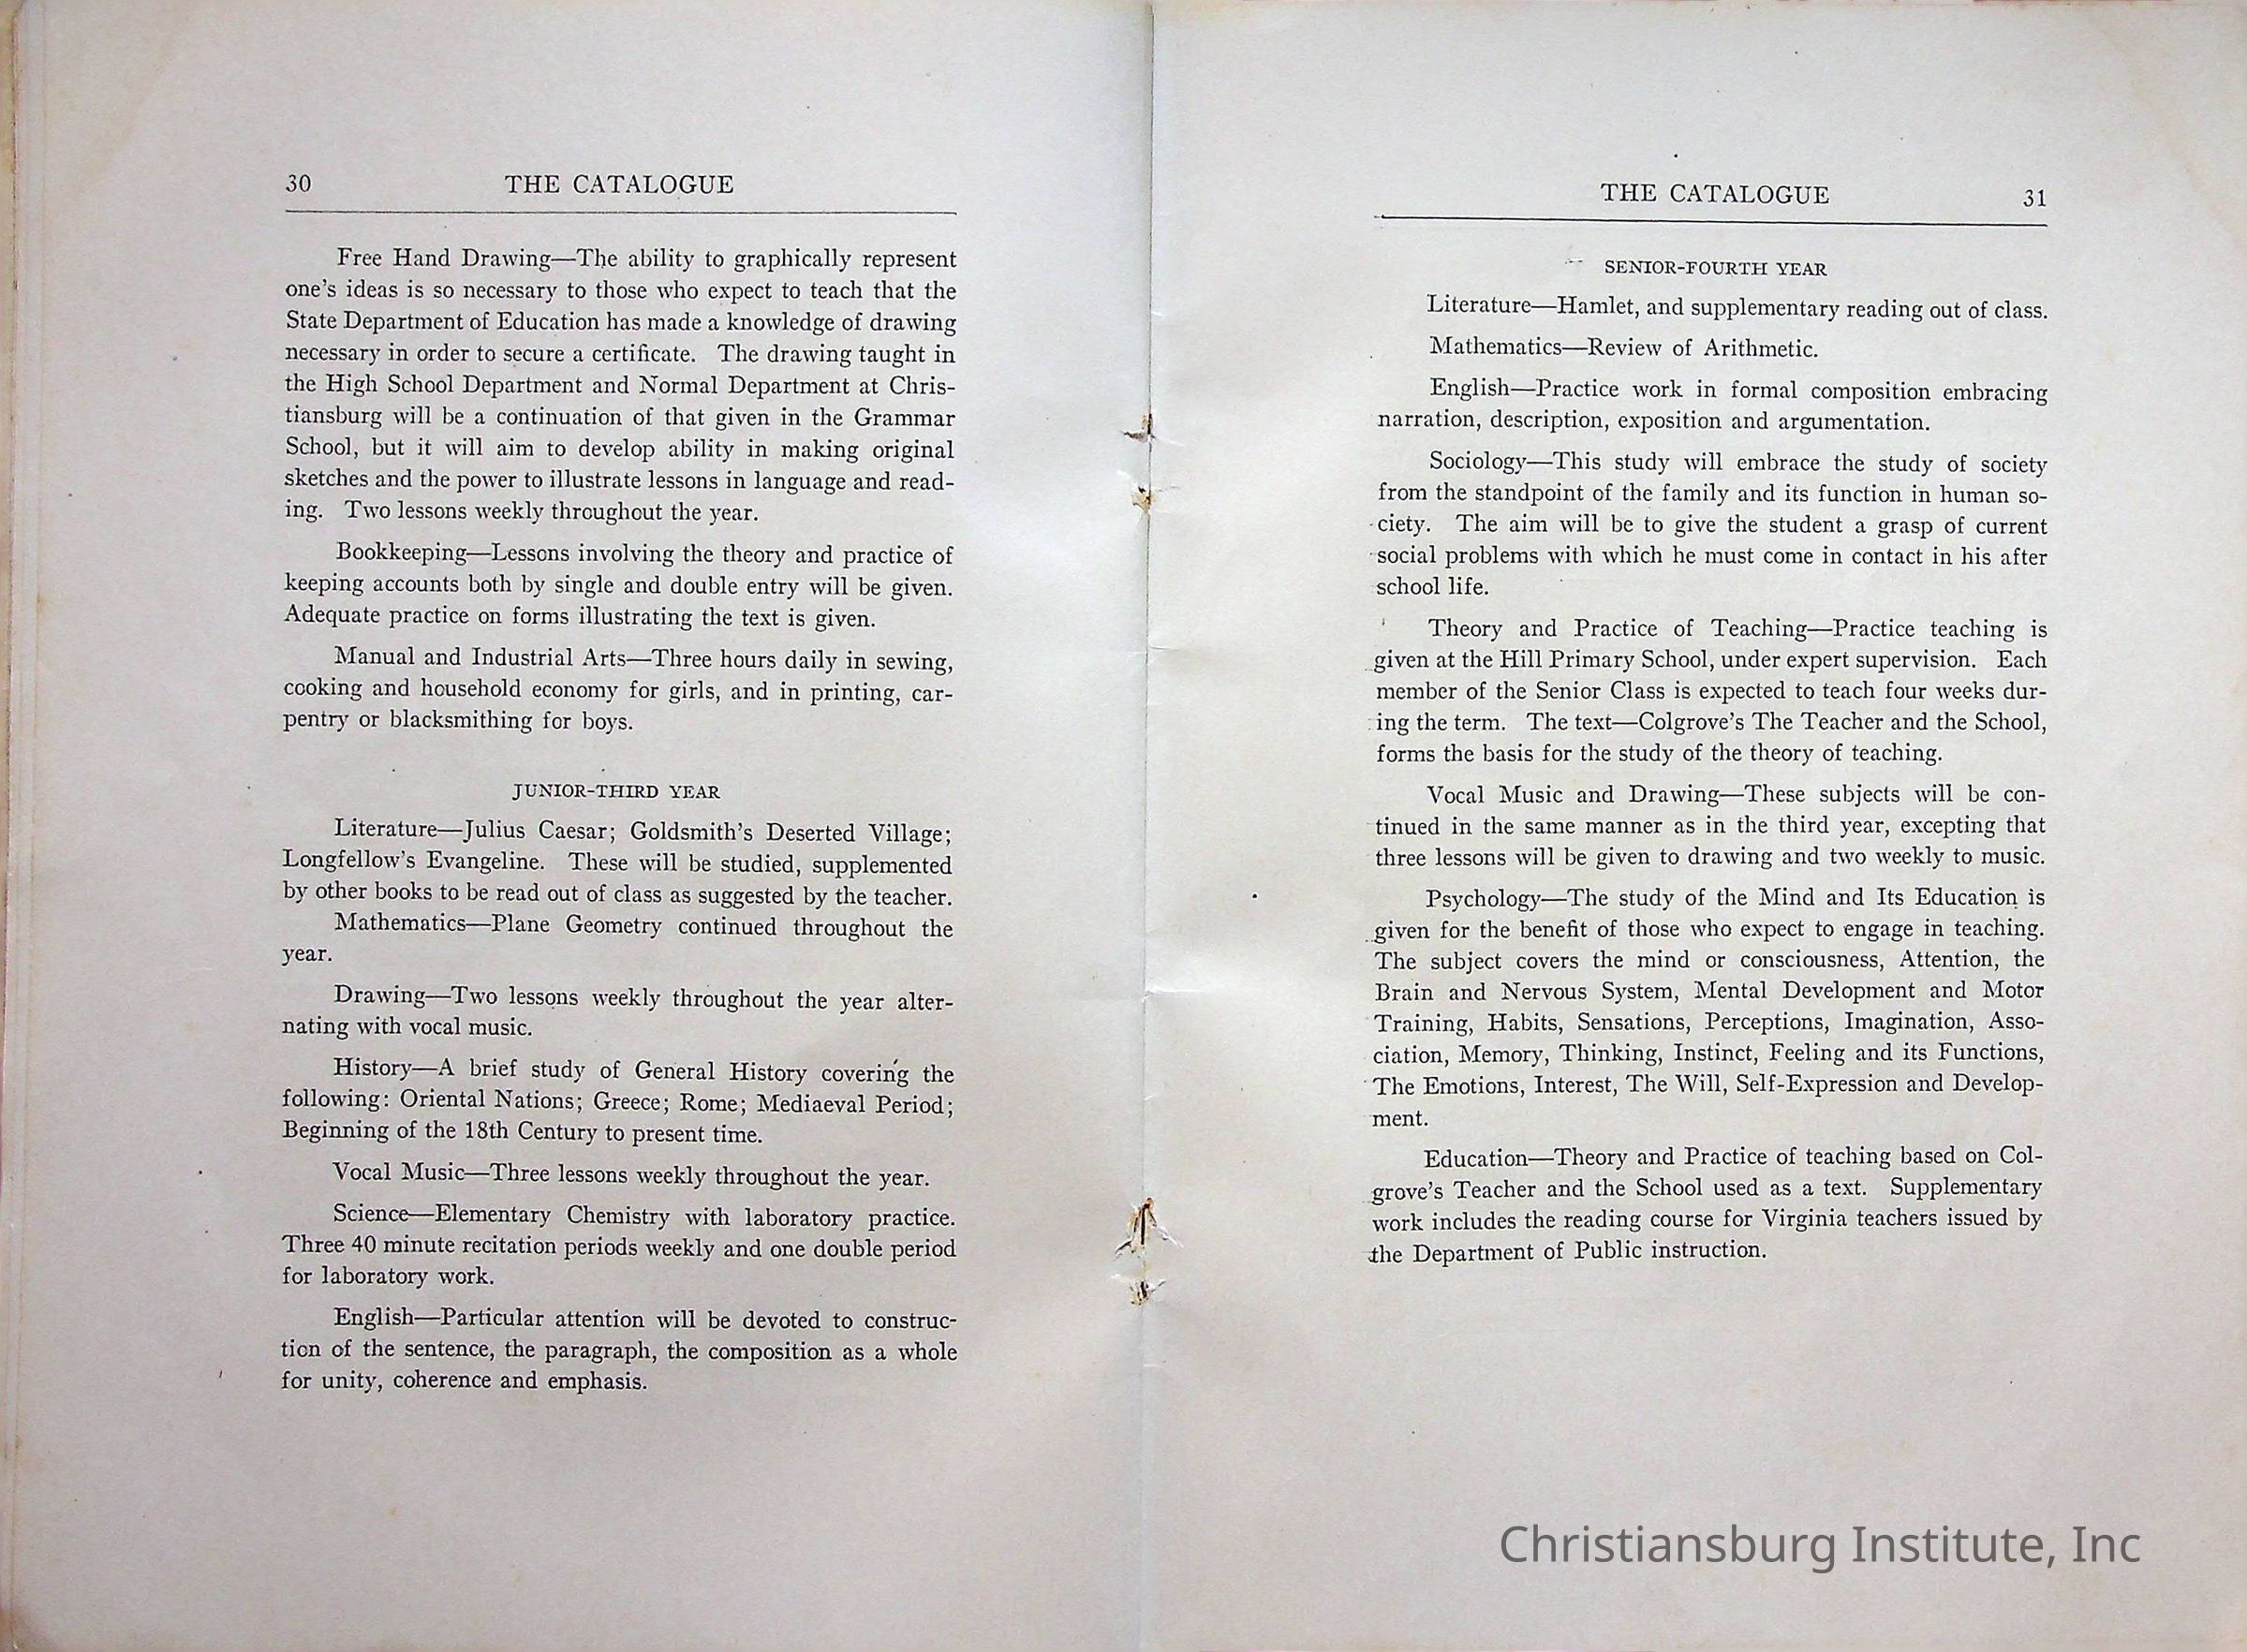 30 THE CATALOGUE
Free Hand Drawing—The ability to graphically represent
one's ideas is so necessary to those who expect to teach that the
State Department of Education has made a knowledge of drawing
necessary in order to secure a certificate. The drawing taught in
the High School Department and Normal Department at Chris-
tiansburg will be a continuation of that given in the Grammar
School, but it will aim to develop ability in making original
sketches and the power to illustrate lessons in language and read-
ing. Two lessons weekly throughout the year.
Bookkeeping—Lessons involving the theory and practice of
keeping accounts both by single and double entry will be given.
Adequate practice on forms illustrating the text is given.
Manual and Industrial Arts—Three hours daily in sewing,
cooking and household economy for girls, and in printing, car-
pentry or blacksmithing for boys.
JUNIOR-THIRD YEAR
Literature—Julius Caesar; Goldsmith's Deserted Village;
Longfellow's Evangeline. These will be studied, supplemented
by other books to be read out of class as suggested by the teacher.
Mathematics—Plane Geometry continued throughout the
year.
Drawing—Two lessons weekly throughout the year alter-
nating with vocal music.
History—A brief study of General History covering the
following: Oriental Nations; Greece; Rome; Mediaeval Period;
Beginning of the 18th Century to present time.
Vocal Music—Three lessons weekly throughout the year.
Science—Elementary Chemistry with laboratory practice.
Three 40 minute recitation periods weekly and one double period
for laboratory work.
English—Particular attention will be devoted to construc-
tion of the sentence, the paragraph, the composition as a whole
for unity, coherence and emphasis.
THE CATALOGUE 31
SENIOR-FOURTH YEAR
Literature—Hamlet, and supplementary reading out of class.
Mathematics—Review of Arithmetic.
English—Practice work in formal composition embracing
narration, description, exposition and argumentation.
Sociology—This study will embrace the study of society
from the standpoint of the family and its function in human so-
ciety. The aim will be to give the student a grasp of current
social problems with which he must come in contact in his after
school life.
Theory and Practice of Teaching—Practice teaching is
given at the Hill Primary School, under expert supervision. Each
member of the Senior Class is expected to teach four weeks dur-
ing the term. The text—Colgrove's The Teacher and the School,
forms the basis for the study of the theory of teaching.
Vocal Music and Drawing—These subjects will be con-
tinued in the same manner as in the third year, excepting that
three lessons will be given to drawing and two weekly to music.
Psychology—The study of the Mind and Its Education is
given for the benefit of those who expect to engage in teaching.
The subject covers the mind or consciousness, Attention, the
Brain and Nervous System, Mental Development and Motor
Training, Habits, Sensations, Perceptions, Imagination, Asso-
ciation, Memory, Thinking, Instinct, Feeling and its Functions,
The Emotions, Interest, The Will, Self-Expression and Develop-
ment.
Education—Theory and Practice of teaching based on Col-
grove's Teacher and the School used as a text. Supplementary
work includes the reading course for Virginia teachers issued by
the Department of Public instruction.
Christiansburg Institute, Inc